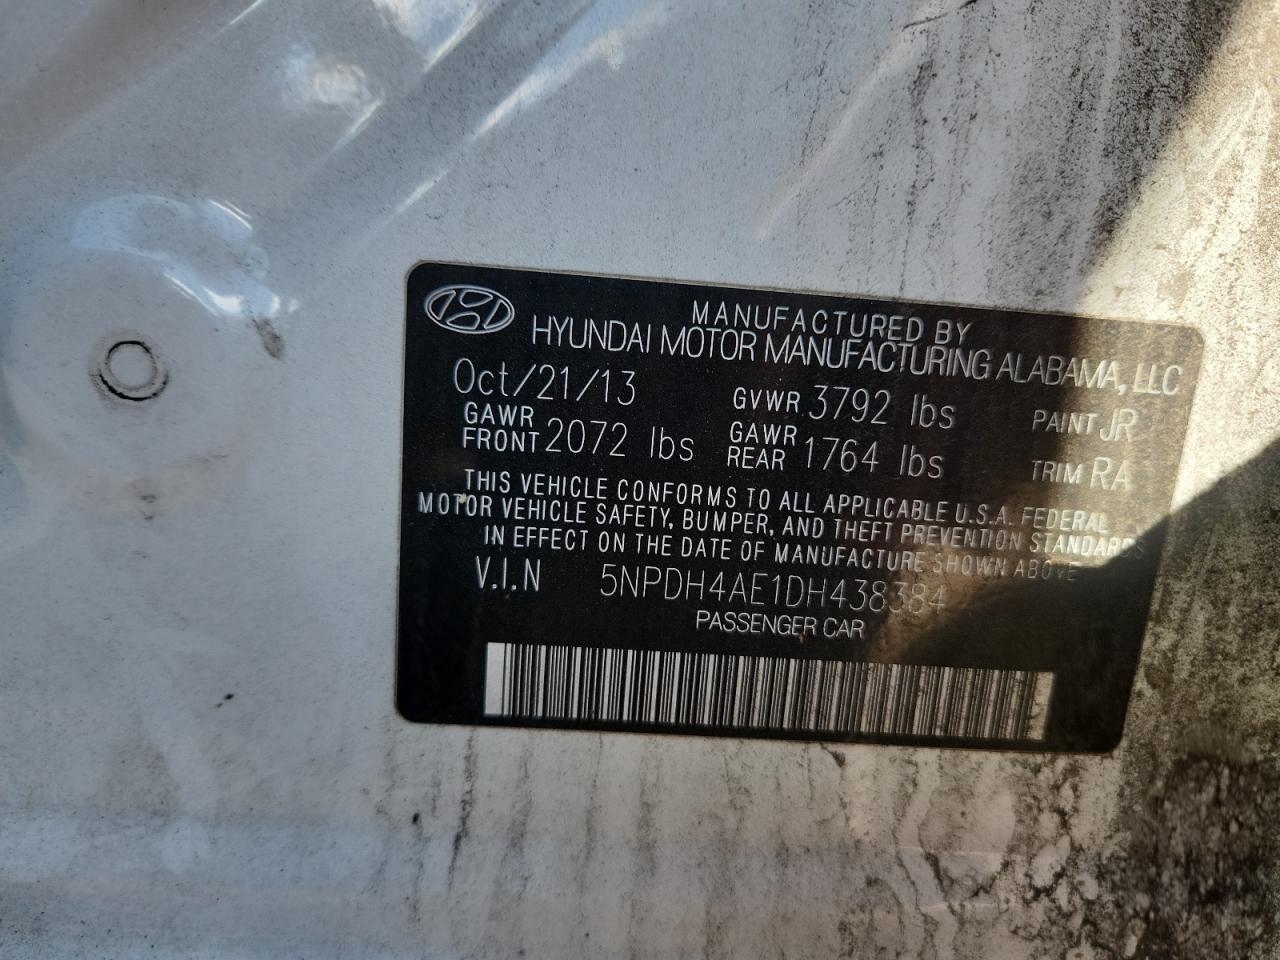 MANUFACTURED BY
HYUNDAI MOTOR MANUFACTURING ALABAMA, LLC
Oct/21/13 GVWR 3792 lbs PAINT JR
GAWR FRONT 2072 lbs GAWR REAR 1764 lbs TRIM RA
THIS VEHICLE CONFORMS TO ALL APPLICABLE U.S.A. FEDERAL
MOTOR VEHICLE SAFETY, BUMPER, AND THEFT PREVENTION STANDARDS
IN EFFECT ON THE DATE OF MANUFACTURE SHOWN ABOVE
V.I.N 5NPDH4AE1DH438384
PASSENGER CAR